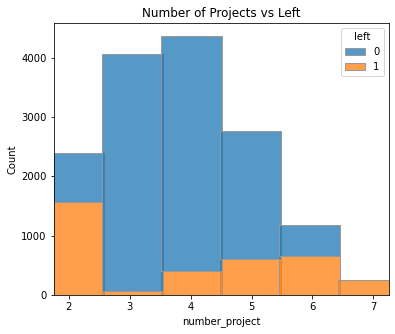 Number of Projects vs Left
left
0
1
4000
3000
2000
1000
0
Count
2 3 4 5 6 7
number_project